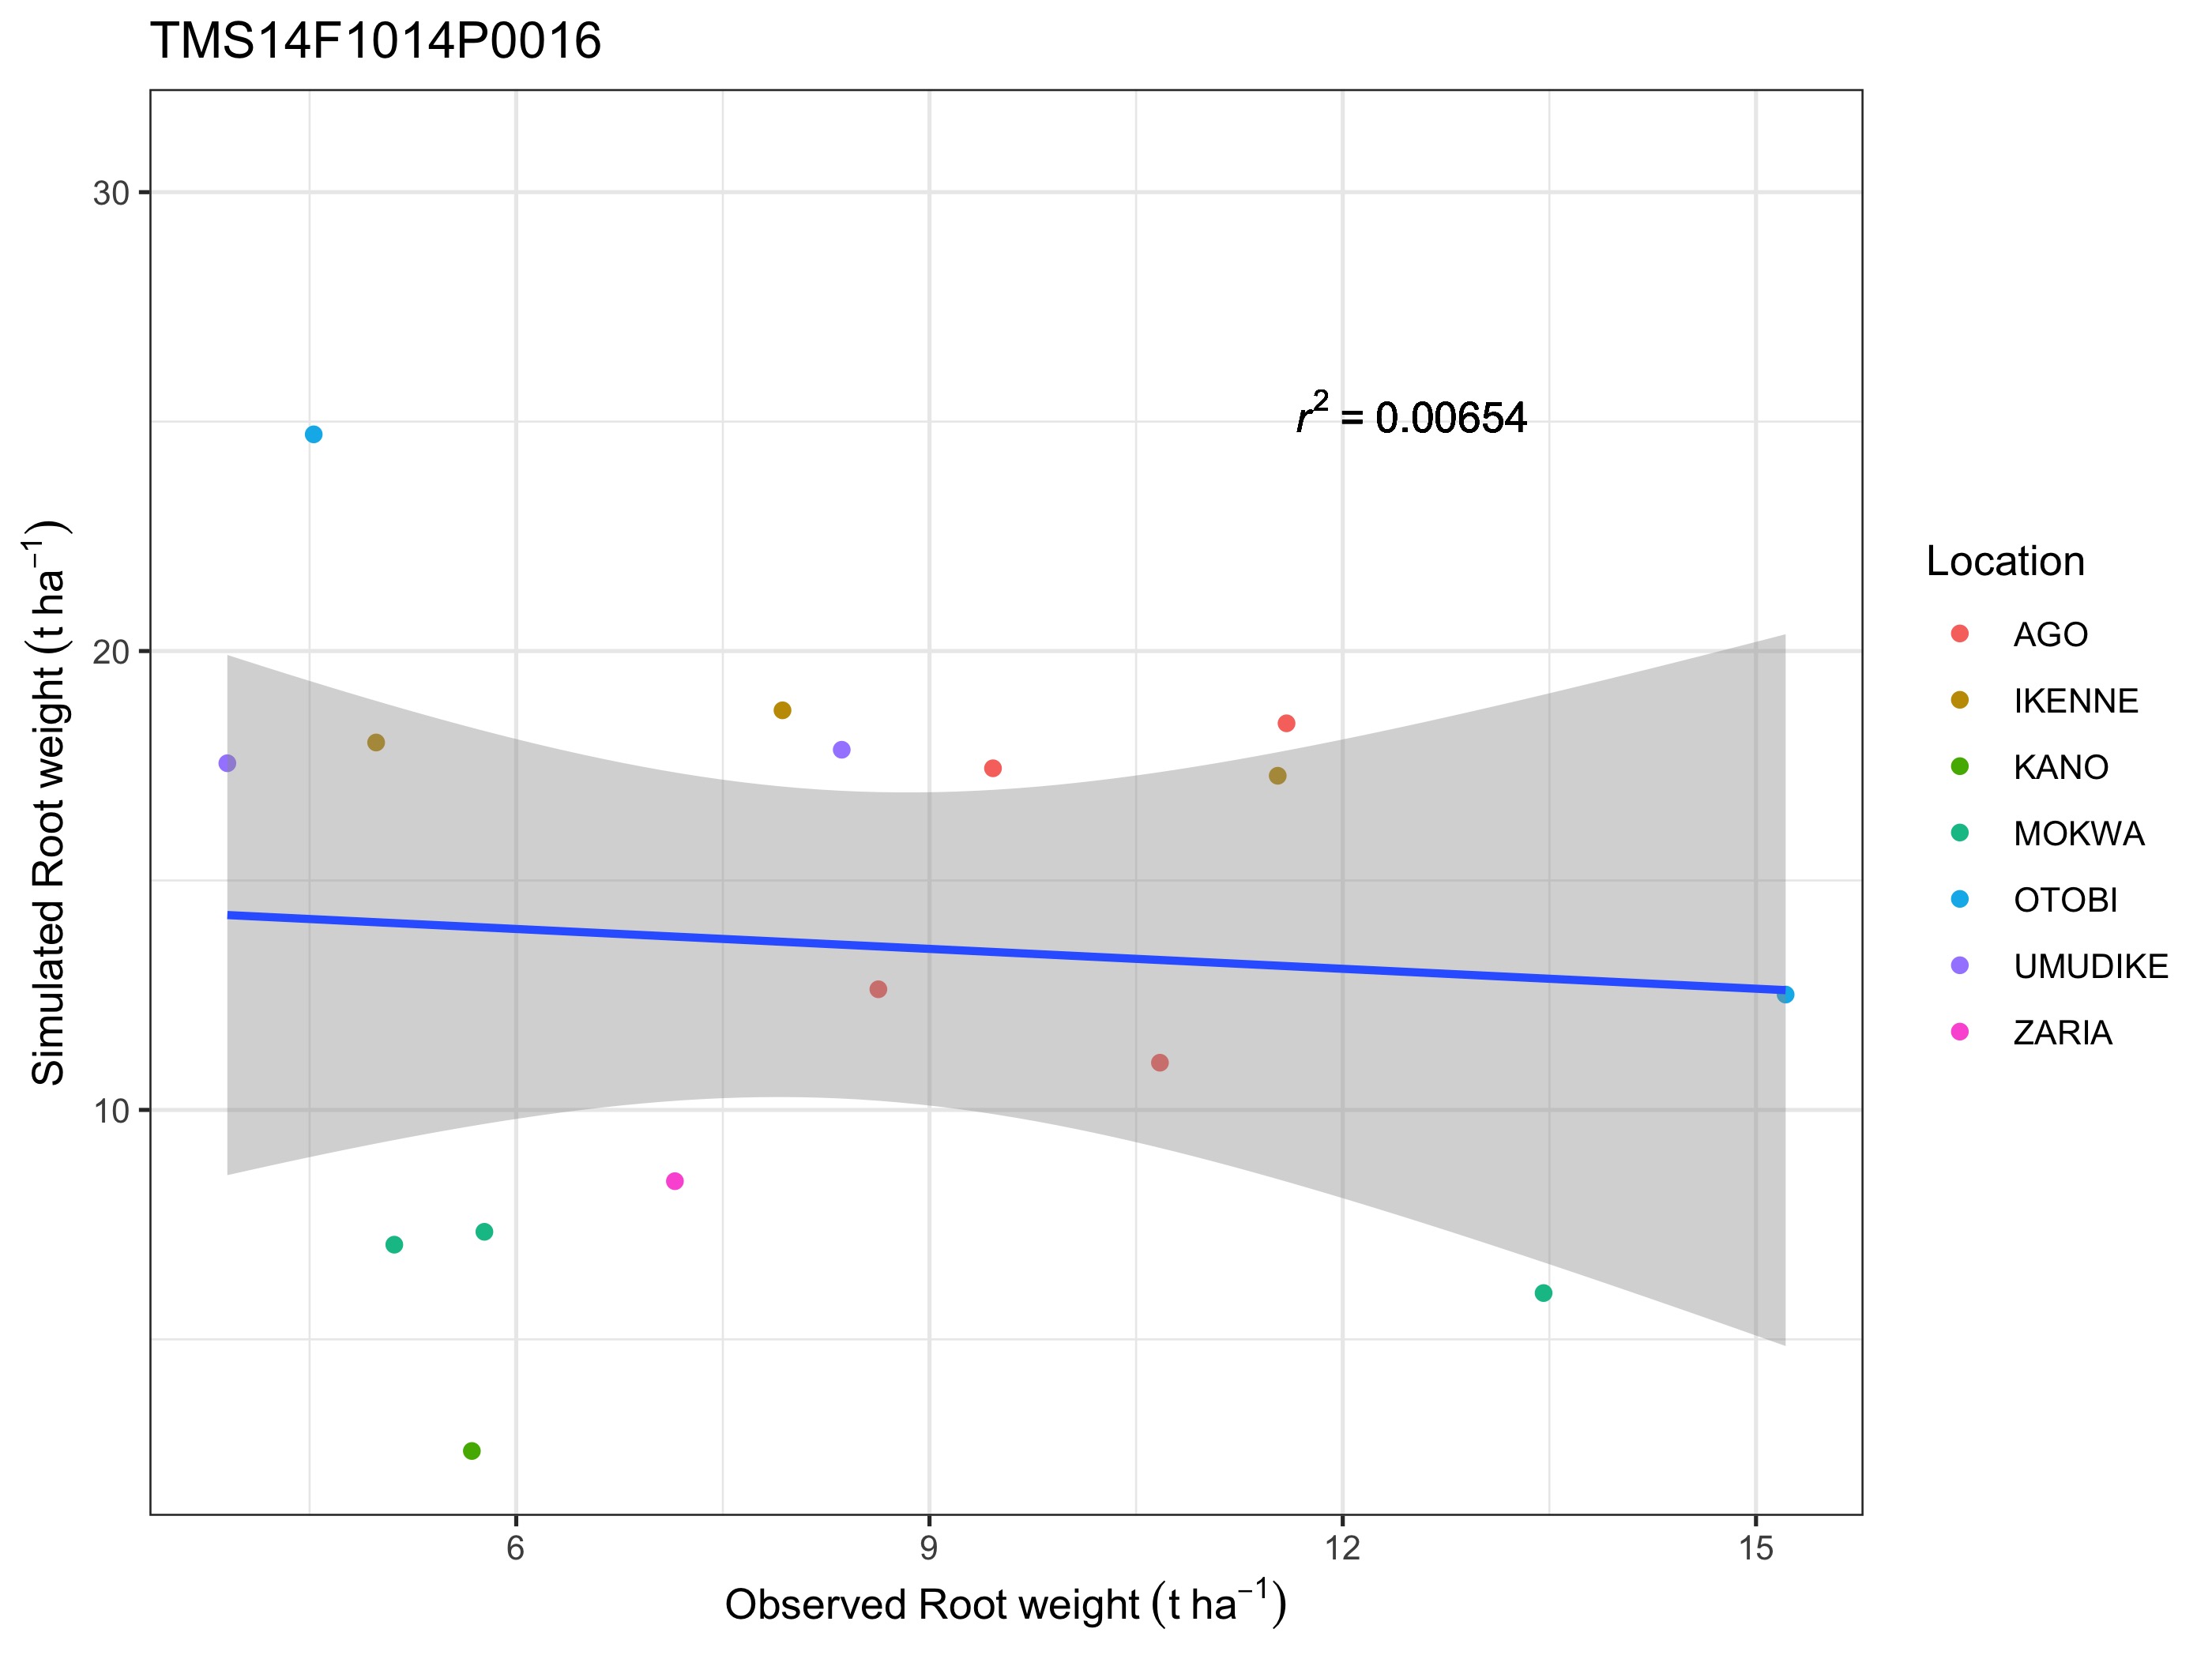 TMS14F1014P0016
30
20
10
r² = 0.00654
Simulated Root weight (t ha⁻¹)
6 9 12 15
Observed Root weight (t ha⁻¹)
Location
AGO
IKENNE
KANO
MOKWA
OTOBI
UMUDIKE
ZARIA